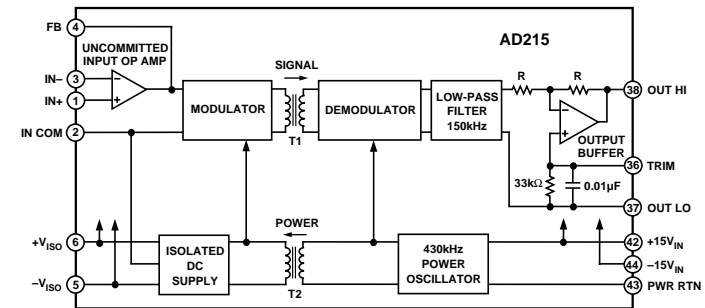 FB 4
AD215
UNCOMMITTED
INPUT OP AMP
SIGNAL
IN– 3
IN+ 1
IN COM 2
MODULATOR
T1
DEMODULATOR
LOW-PASS
FILTER
150kHz
R
R
38 OUT HI
OUTPUT
BUFFER
36 TRIM
33kΩ
0.01µF
37 OUT LO
POWER
+VISO 6
–VISO 5
ISOLATED
DC
SUPPLY
T2
430kHz
POWER
OSCILLATOR
42 +15VIN
44 –15VIN
43 PWR RTN